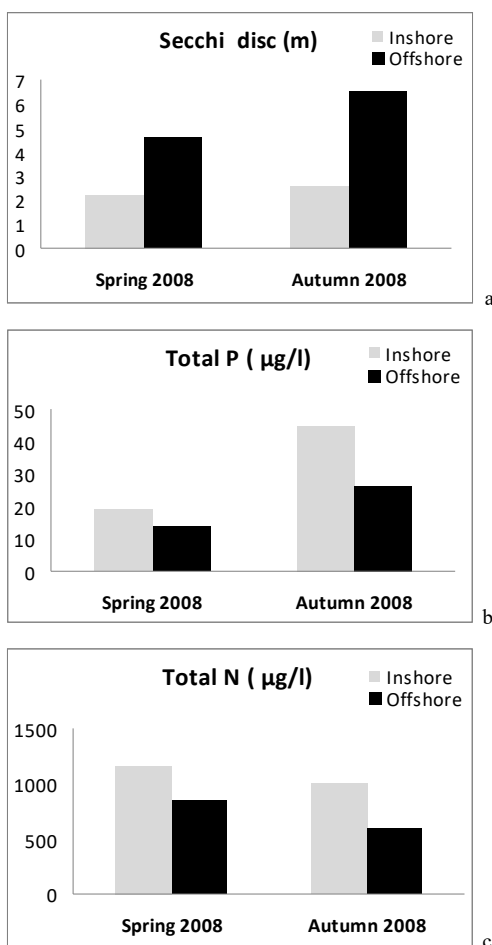 Secchi disc (m)
Inshore
Offshore
7
6
5
4
3
2
1
0
Spring 2008
Autumn 2008
a
Total P ( µg/l)
Inshore
Offshore
50
40
30
20
10
0
Spring 2008
Autumn 2008
b
Total N ( µg/l)
Inshore
Offshore
1500
1000
500
0
Spring 2008
Autumn 2008
c